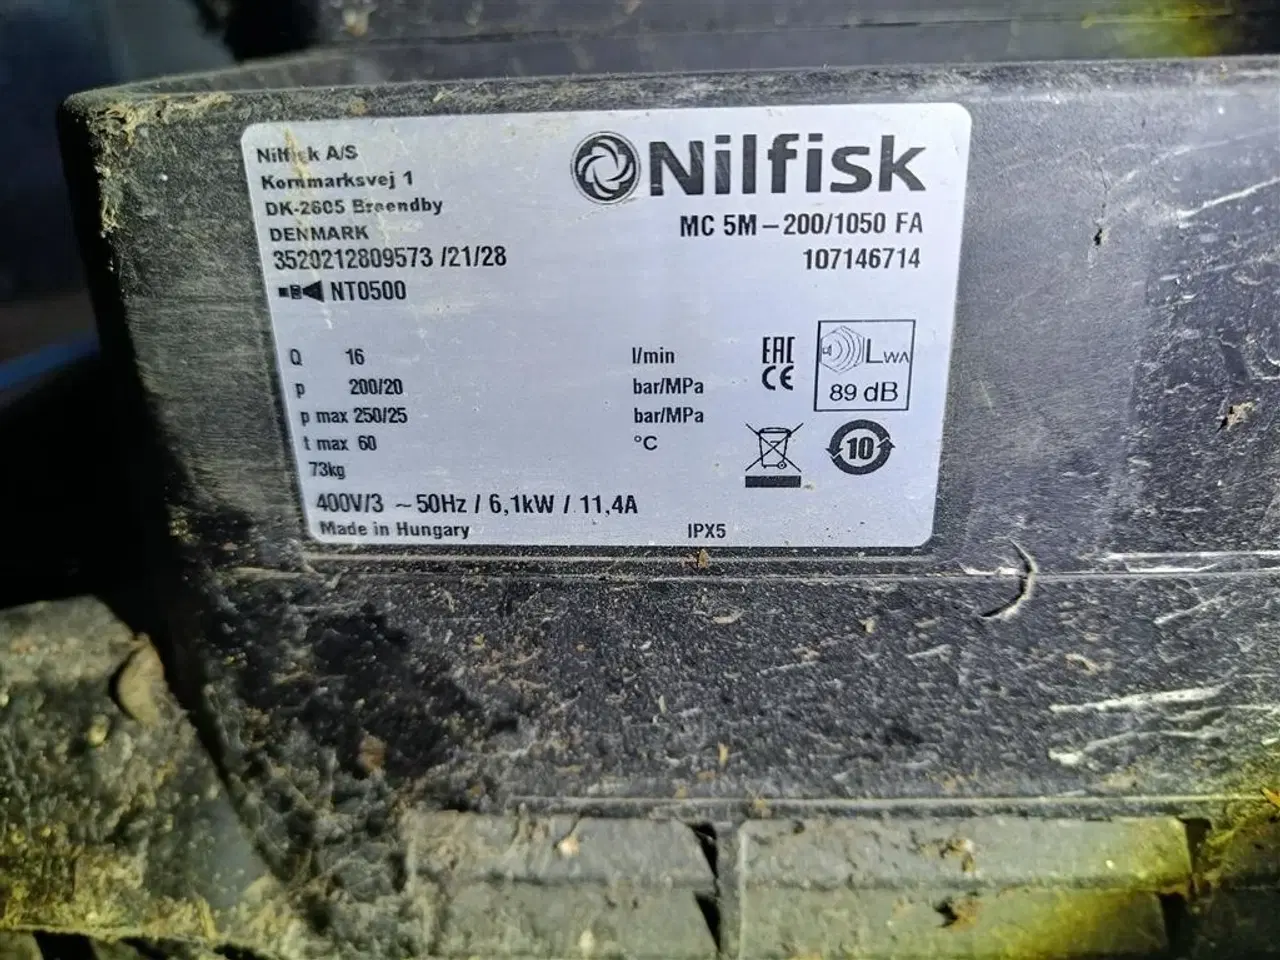 Nilfisk A/S
Kornmarksvej 1
DK-2605 Broendby
DENMARK
3520212809573 /21/28
NT0500
Nilfisk
MC 5M-200/1050 FA
107146714
Q 16 l/min
p 200/20 bar/MPa
p max 250/25 bar/MPa
t max 60 °C
73kg
400V/3 ~50Hz / 6,1kW / 11,4A
Made in Hungary
IPX5
EAC
CE
LWA
89 dB
10